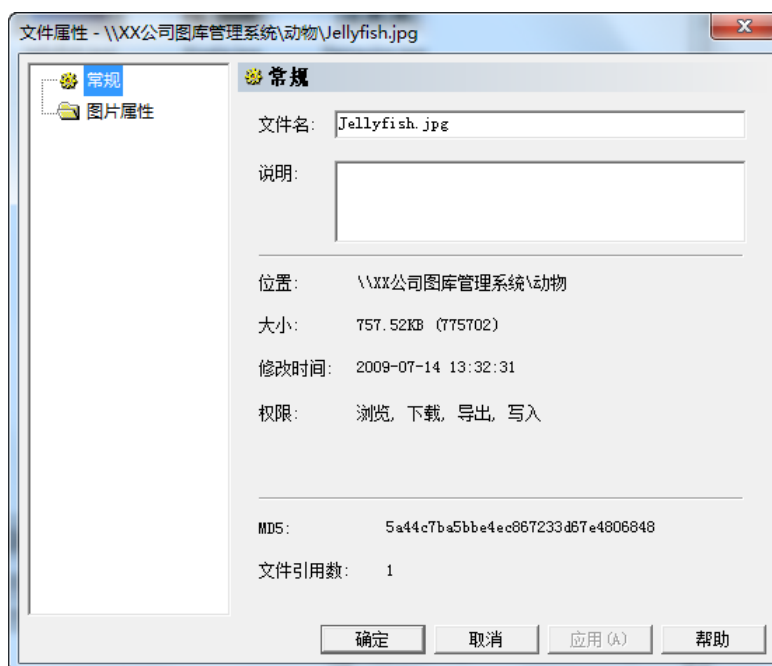 文件属性 - \\XX公司图库管理系统\动物\Jellyfish.jpg
常规
图片属性
常规
文件名: Jellyfish.jpg
说明:
位置: \\XX公司图库管理系统\动物
大小: 757.52KB (775702)
修改时间: 2009-07-14 13:32:31
权限: 浏览, 下载, 导出, 写入
MD5: 5a44c7ba5bbe4ec867233d67e4806848
文件引用数: 1
确定 取消 应用(A) 帮助